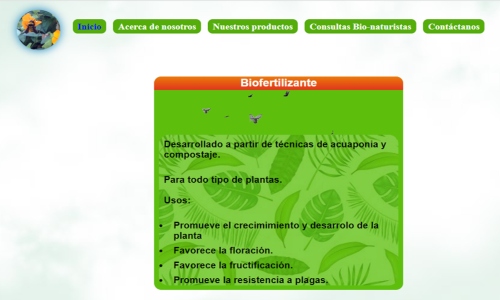 Inicio
Acerca de nosotros
Nuestros productos
Consultas Bio-naturistas
Contáctanos
Biofertilizante
Desarrollado a partir de técnicas de acuaponia y
compostaje.
Para todo tipo de plantas.
Usos:
Promueve el crecimiento y desarrolo de la
planta
Favorece la floración.
Favorece la fructificación.
Promueve la resistencia a plagas.